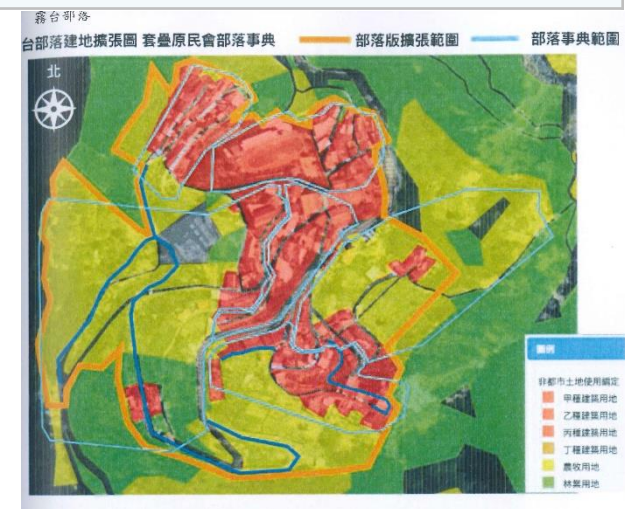 霧台部落
台部落建地擴張圖 套疊原民會部落事典 部落版擴張範圍 部落事典範圍
北
圖例
非都市土地使用編定
甲種建築用地
乙種建築用地
丙種建築用地
丁種建築用地
農牧用地
林業用地